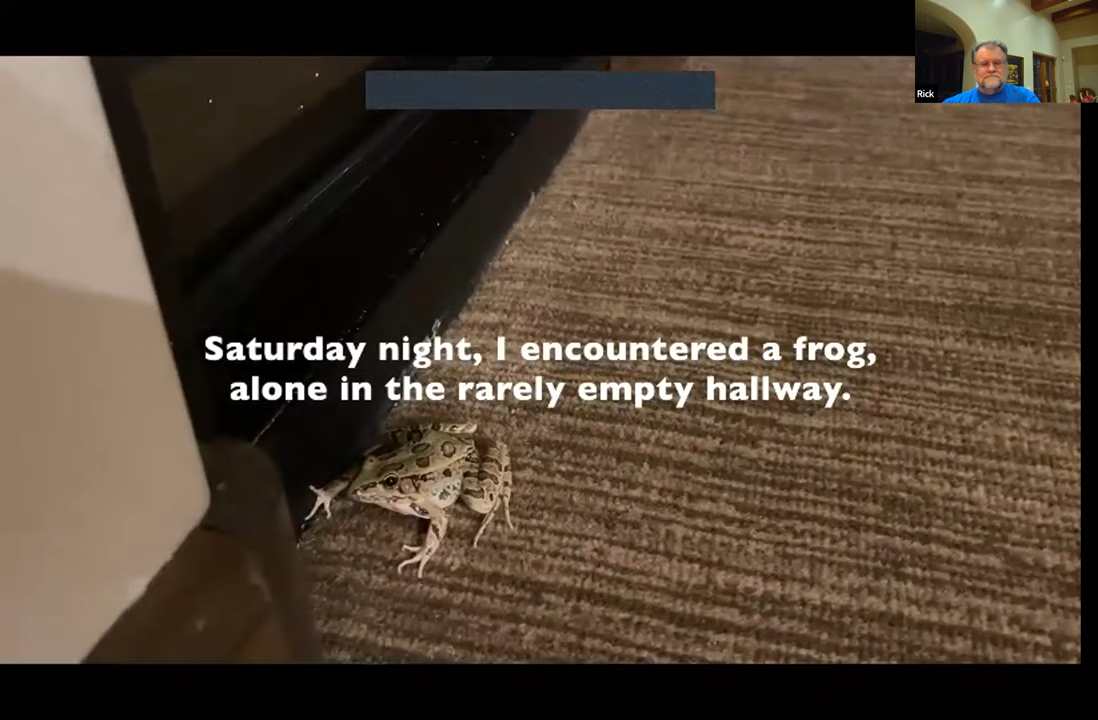 Rick
Saturday night, I encountered a frog,
alone in the rarely empty hallway.